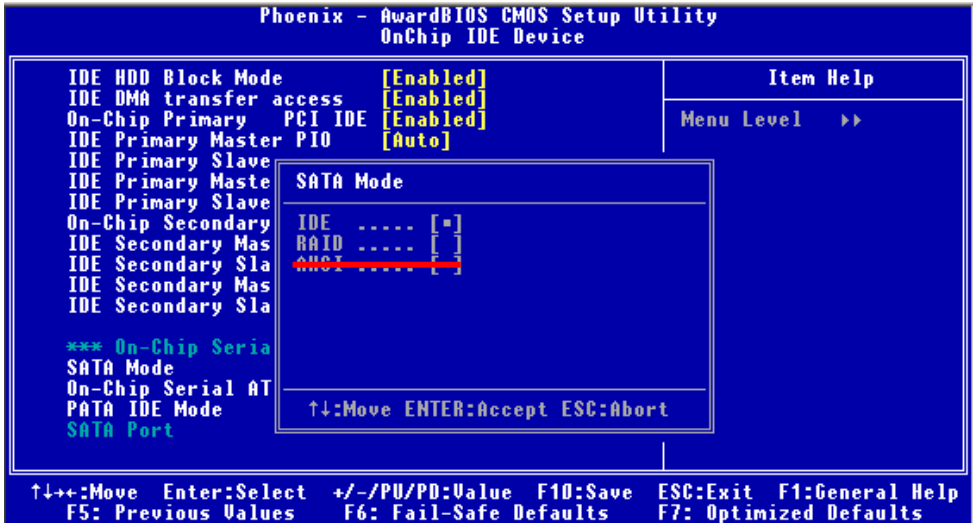 Phoenix - AwardBIOS CMOS Setup Utility
OnChip IDE Device
IDE HDD Block Mode [Enabled]
IDE DMA transfer access [Enabled]
On-Chip Primary PCI IDE [Enabled]
IDE Primary Master PIO [Auto]
IDE Primary Slave
IDE Primary Maste
IDE Primary Slave
On-Chip Secondary
IDE Secondary Mas
IDE Secondary Sla
IDE Secondary Mas
IDE Secondary Sla
*** On-Chip Seria
SATA Mode
On-Chip Serial AT
PATA IDE Mode
SATA Port
Item Help
Menu Level ►►
SATA Mode
IDE ..... [▪]
RAID ..... [ ]
AHCI ..... [ ]
↑↓:Move ENTER:Accept ESC:Abort
↑↓→←:Move Enter:Select +/-/PU/PD:Value F10:Save ESC:Exit F1:General Help
F5: Previous Values F6: Fail-Safe Defaults F7: Optimized Defaults